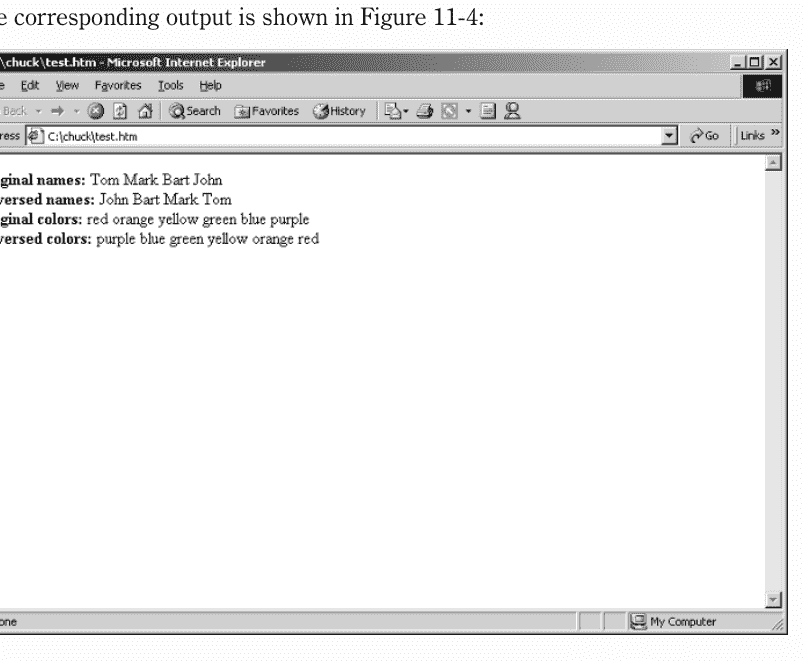 e corresponding output is shown in Figure 11-4:
\chuck\test.htm - Microsoft Internet Explorer
e Edit View Favorites Tools Help
Back Search Favorites History
ress C:\chuck\test.htm Go Links »
ginal names: Tom Mark Bart John
versed names: John Bart Mark Tom
ginal colors: red orange yellow green blue purple
versed colors: purple blue green yellow orange red
one My Computer